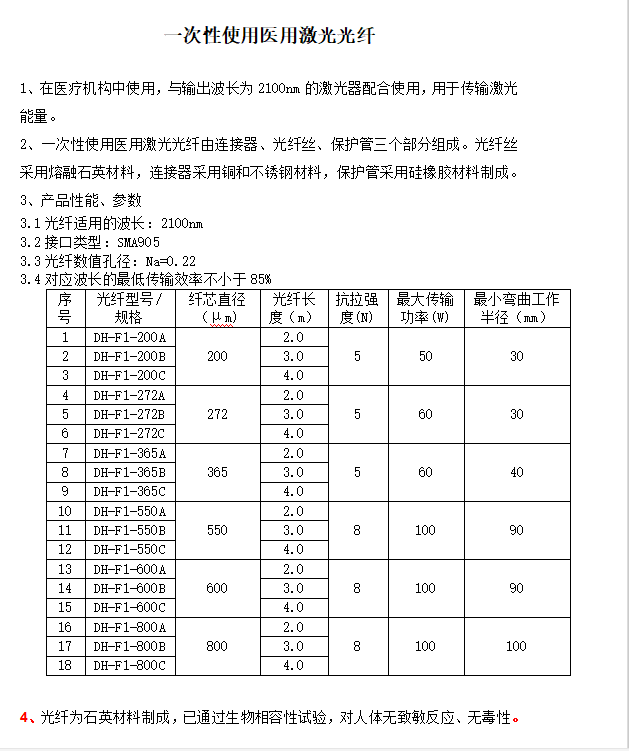 一次性使用医用激光光纤
1、在医疗机构中使用，与输出波长为 2100nm 的激光器配合使用，用于传输激光
能量。
2、一次性使用医用激光光纤由连接器、光纤丝、保护管三个部分组成。光纤丝
采用熔融石英材料，连接器采用铜和不锈钢材料，保护管采用硅橡胶材料制成。
3、产品性能、参数
3.1 光纤适用的波长：2100nm
3.2 接口类型：SMA905
3.3 光纤数值孔径：Na=0.22
3.4 对应波长的最低传输效率不小于 85%
序号 光纤型号/规格 纤芯直径（μm） 光纤长度（m） 抗拉强度(N) 最大传输功率(W) 最小弯曲工作半径（mm）
1 DH-F1-200A 2.0
2 DH-F1-200B 200 3.0 5 50 30
3 DH-F1-200C 4.0
4 DH-F1-272A 2.0
5 DH-F1-272B 272 3.0 5 60 30
6 DH-F1-272C 4.0
7 DH-F1-365A 2.0
8 DH-F1-365B 365 3.0 5 60 40
9 DH-F1-365C 4.0
10 DH-F1-550A 2.0
11 DH-F1-550B 550 3.0 8 100 90
12 DH-F1-550C 4.0
13 DH-F1-600A 2.0
14 DH-F1-600B 600 3.0 8 100 90
15 DH-F1-600C 4.0
16 DH-F1-800A 2.0
17 DH-F1-800B 800 3.0 8 100 100
18 DH-F1-800C 4.0
4、光纤为石英材料制成，已通过生物相容性试验，对人体无致敏反应、无毒性。